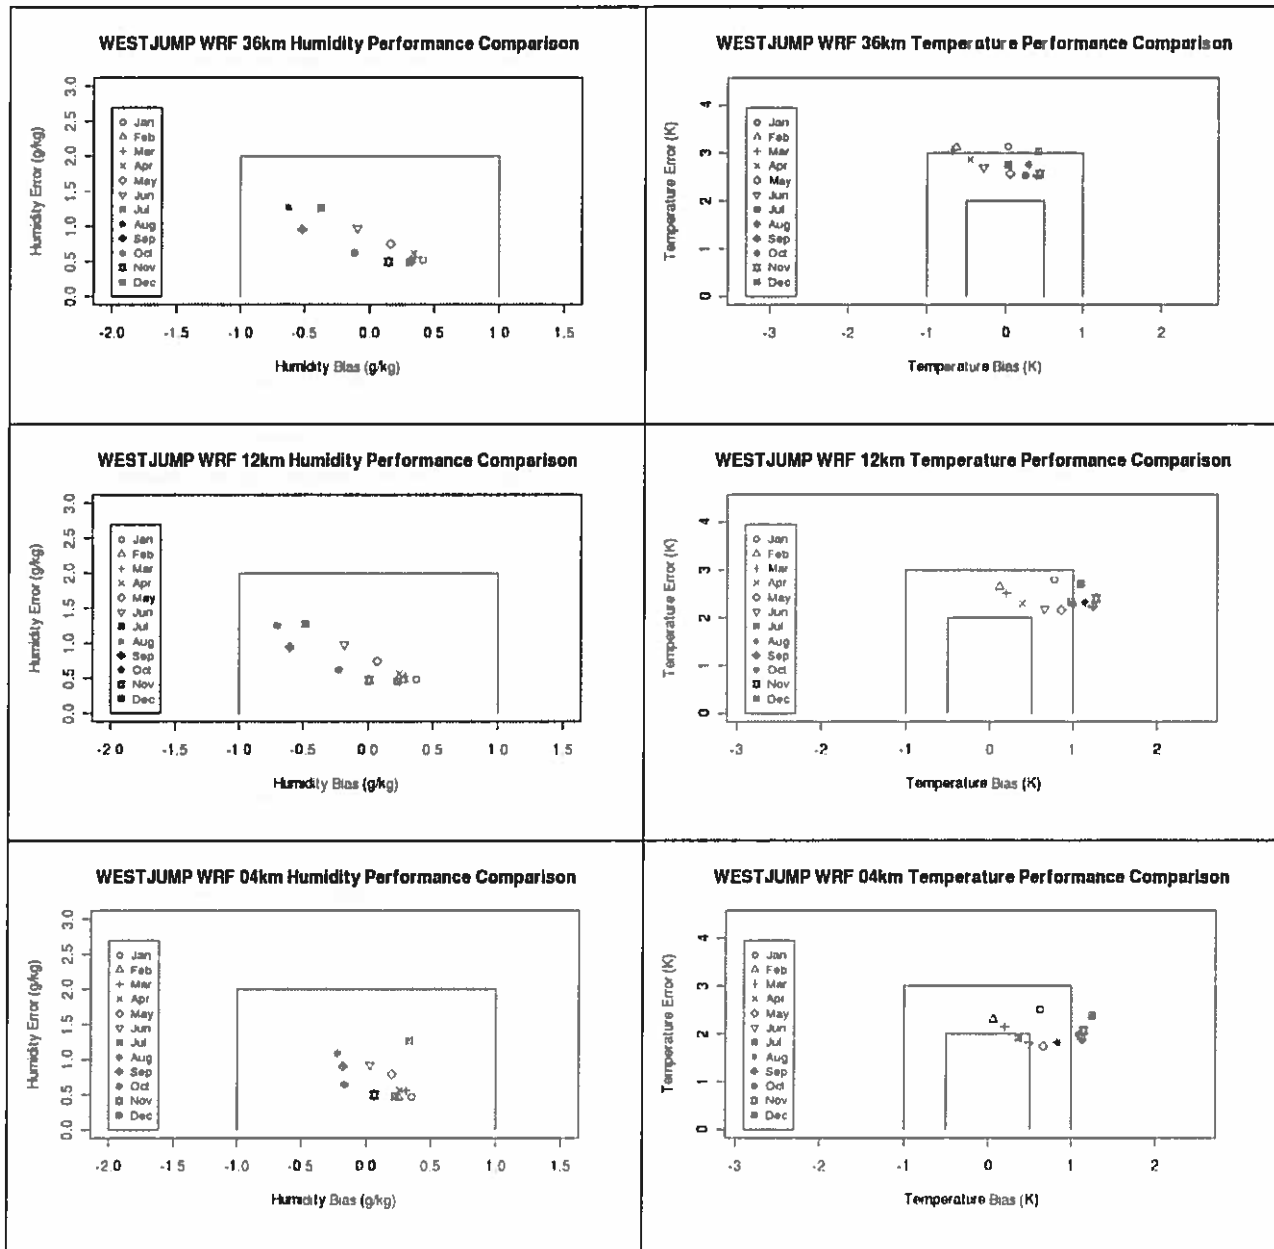 WESTJUMP WRF 36km Humidity Performance Comparison
Humidity Error (g/kg)
3.0
2.5
2.0
1.5
1.0
0.5
0.0
Jan
Feb
Mar
Apr
May
Jun
Jul
Aug
Sep
Oct
Nov
Dec
-2.0 -1.5 -1.0 -0.5 0.0 0.5 1.0 1.5
Humidity Bias (g/kg)
WESTJUMP WRF 36km Temperature Performance Comparison
Temperature Error (K)
4
3
2
1
0
Jan
Feb
Mar
Apr
May
Jun
Jul
Aug
Sep
Oct
Nov
Dec
-3 -2 -1 0 1 2
Temperature Bias (K)
WESTJUMP WRF 12km Humidity Performance Comparison
Humidity Error (g/kg)
3.0
2.5
2.0
1.5
1.0
0.5
0.0
Jan
Feb
Mar
Apr
May
Jun
Jul
Aug
Sep
Oct
Nov
Dec
-2.0 -1.5 -1.0 -0.5 0.0 0.5 1.0 1.5
Humidity Bias (g/kg)
WESTJUMP WRF 12km Temperature Performance Comparison
Temperature Error (K)
4
3
2
1
0
Jan
Feb
Mar
Apr
May
Jun
Jul
Aug
Sep
Oct
Nov
Dec
-3 -2 -1 0 1 2
Temperature Bias (K)
WESTJUMP WRF 04km Humidity Performance Comparison
Humidity Error (g/kg)
3.0
2.5
2.0
1.5
1.0
0.5
0.0
Jan
Feb
Mar
Apr
May
Jun
Jul
Aug
Sep
Oct
Nov
Dec
-2.0 -1.5 -1.0 -0.5 0.0 0.5 1.0 1.5
Humidity Bias (g/kg)
WESTJUMP WRF 04km Temperature Performance Comparison
Temperature Error (K)
4
3
2
1
0
Jan
Feb
Mar
Apr
May
Jun
Jul
Aug
Sep
Oct
Nov
Dec
-3 -2 -1 0 1 2
Temperature Bias (K)